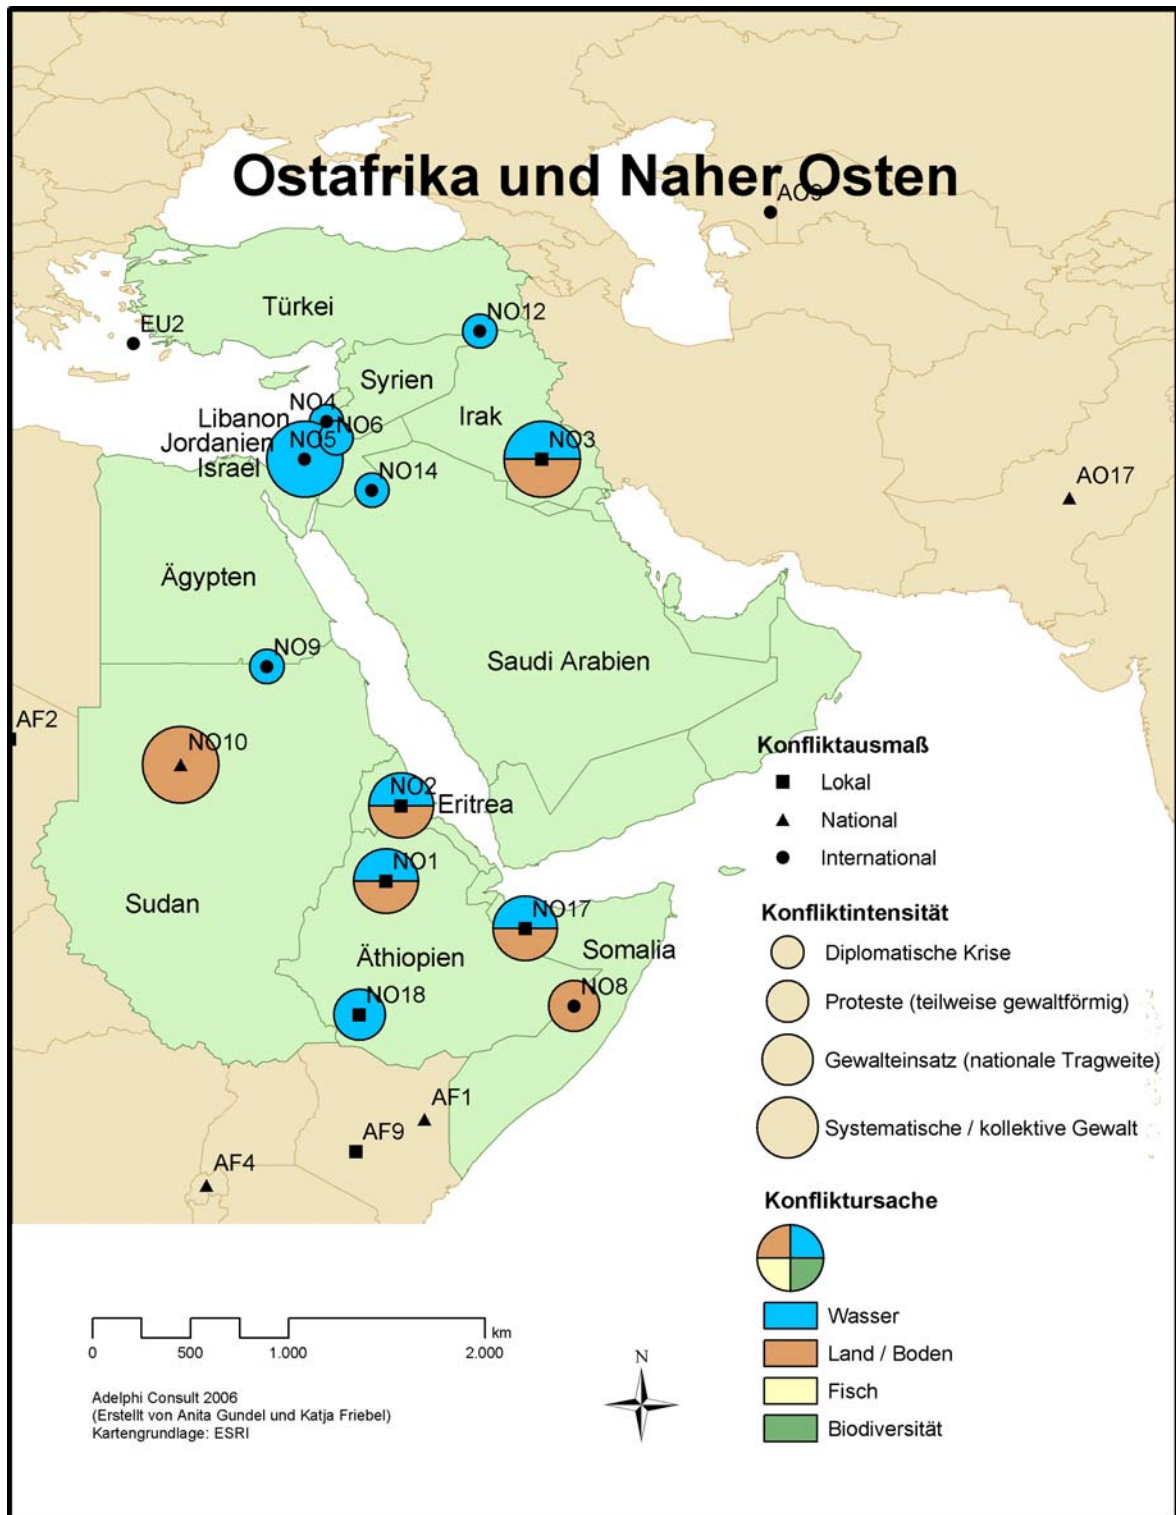 Ostafrika und Naher Osten
AO9
Türkei
NO12
EU2
Syrien
NO4
Libanon
NO6
Irak
Jordanien
NO5
NO3
Israel
NO14
AO17
Ägypten
NO9
Saudi Arabien
AF2
NO10
NO2
Eritrea
NO1
Sudan
NO17
Äthiopien
Somalia
NO18
NO8
AF1
AF9
AF4
Konfliktausmaß
Lokal
National
International
Konfliktintensität
Diplomatische Krise
Proteste (teilweise gewaltförmig)
Gewalteinsatz (nationale Tragweite)
Systematische / kollektive Gewalt
Konfliktursache
Wasser
Land / Boden
Fisch
Biodiversität
km
0 500 1.000 2.000
N
Adelphi Consult 2006
(Erstellt von Anita Gundel und Katja Friebel)
Kartengrundlage: ESRI